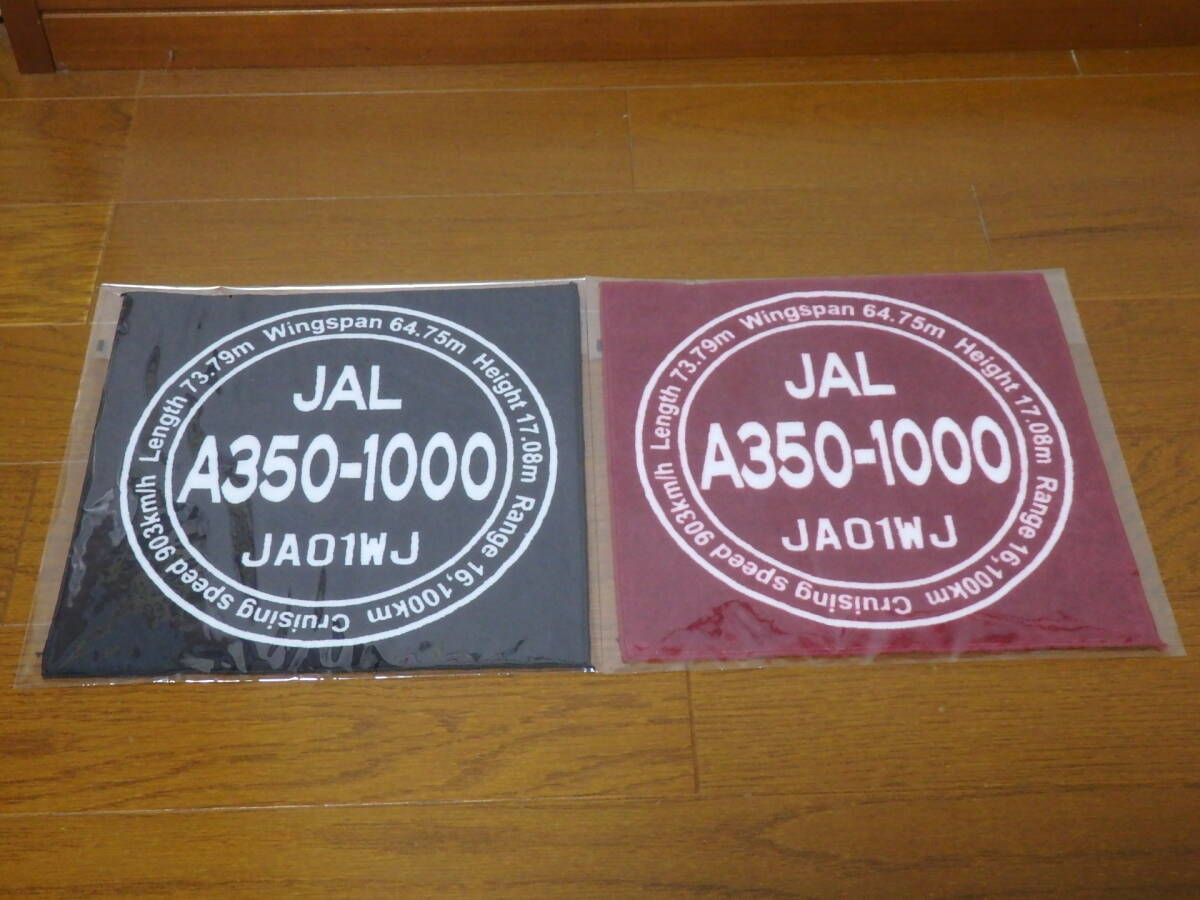 Length 73.79m Wingspan 64.75m Height 17.08m Range 16,100km Cruising speed 903km/h
JAL
A350-1000
JA01WJ
Length 73.79m Wingspan 64.75m Height 17.08m Range 16,100km Cruising speed 903km/h
JAL
A350-1000
JA01WJ